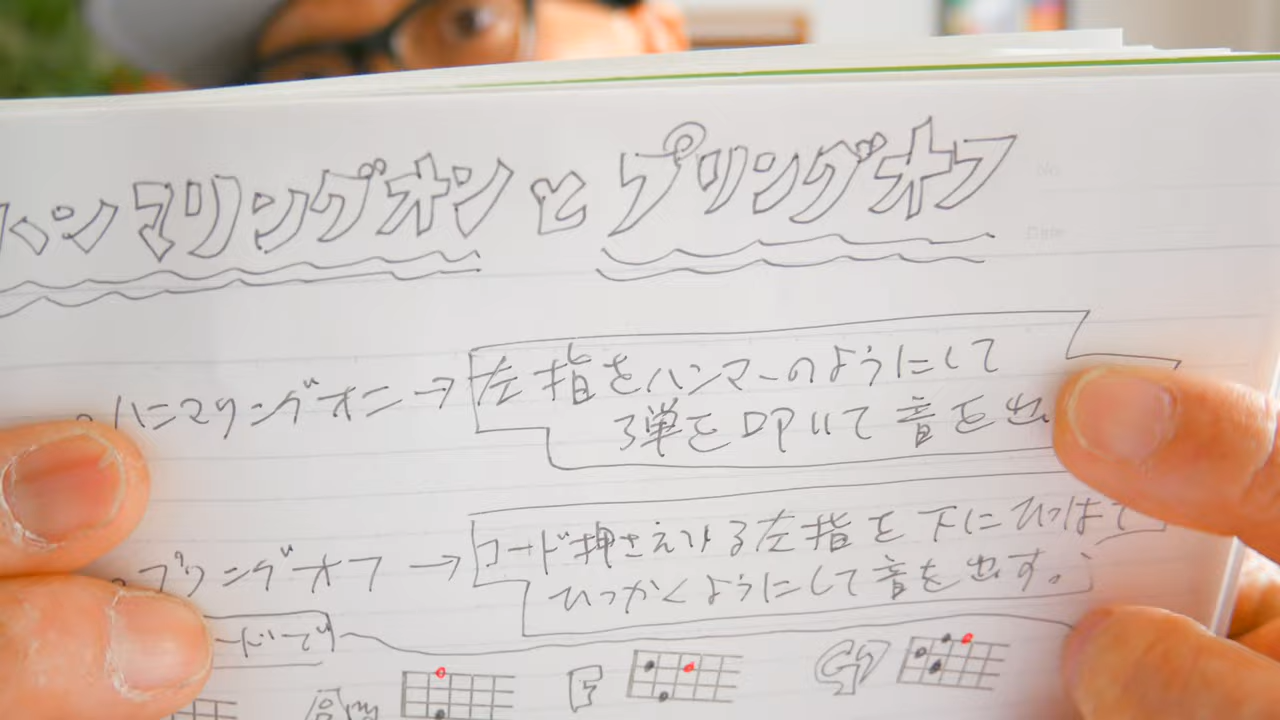 ハンマリングオンとプリングオフ
ハンマリングオン→左指をハンマーのようにして
弾を叩いて音を出
プリングオフ→コード押さえいる左指を下にひっぱて
ひっかくようにして音を出す。
F G7